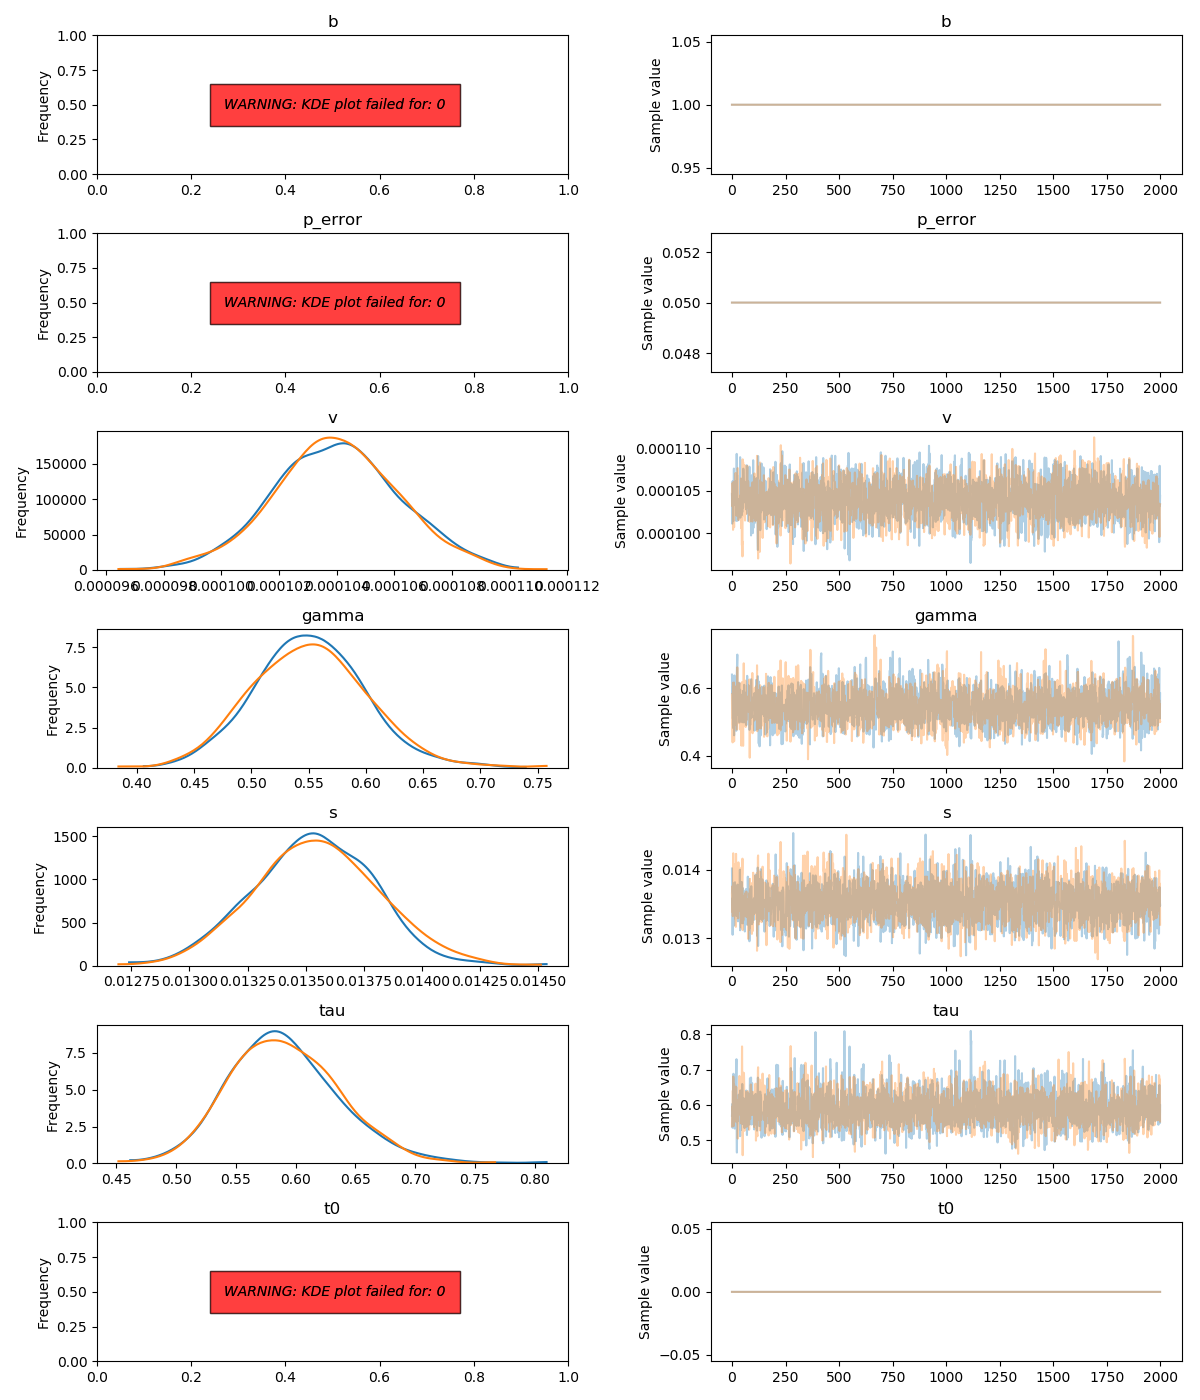 b
1.00
0.75
0.50
0.25
0.00
Frequency
WARNING: KDE plot failed for: 0
0.0 0.2 0.4 0.6 0.8 1.0
b
1.05
1.00
0.95
Sample value
0 250 500 750 1000 1250 1500 1750 2000
p_error
1.00
0.75
0.50
0.25
0.00
Frequency
WARNING: KDE plot failed for: 0
0.0 0.2 0.4 0.6 0.8 1.0
p_error
0.052
0.050
0.048
Sample value
0 250 500 750 1000 1250 1500 1750 2000
v
150000
100000
50000
0
Frequency
0.000096 0.000098 0.000100 0.000102 0.000104 0.000106 0.000108 0.000110 0.000112
v
0.000110
0.000105
0.000100
Sample value
0 250 500 750 1000 1250 1500 1750 2000
gamma
7.5
5.0
2.5
0.0
Frequency
0.40 0.45 0.50 0.55 0.60 0.65 0.70 0.75
gamma
0.6
0.4
Sample value
0 250 500 750 1000 1250 1500 1750 2000
s
1500
1000
500
0
Frequency
0.01275 0.01300 0.01325 0.01350 0.01375 0.01400 0.01425 0.01450
s
0.014
0.013
Sample value
0 250 500 750 1000 1250 1500 1750 2000
tau
7.5
5.0
2.5
0.0
Frequency
0.45 0.50 0.55 0.60 0.65 0.70 0.75 0.80
tau
0.8
0.7
0.6
0.5
Sample value
0 250 500 750 1000 1250 1500 1750 2000
t0
1.00
0.75
0.50
0.25
0.00
Frequency
WARNING: KDE plot failed for: 0
0.0 0.2 0.4 0.6 0.8 1.0
t0
0.05
0.00
−0.05
Sample value
0 250 500 750 1000 1250 1500 1750 2000